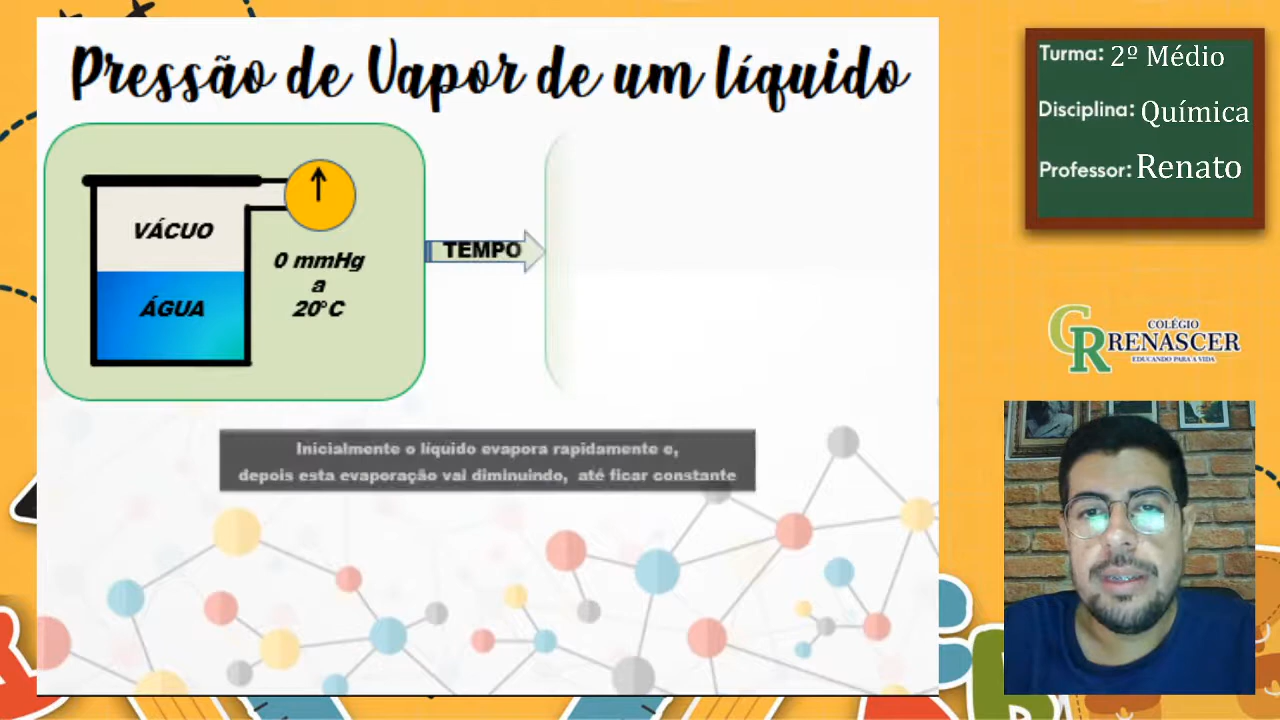 Pressão de Vapor de um líquido
VÁCUO
ÁGUA
0 mmHg
a
20°C
TEMPO
Inicialmente o líquido evapora rapidamente e,
depois esta evaporação vai diminuindo, até ficar constante
Turma: 2º Médio
Disciplina: Química
Professor: Renato
CR
COLÉGIO
RENASCER
EDUCANDO PARA A VIDA